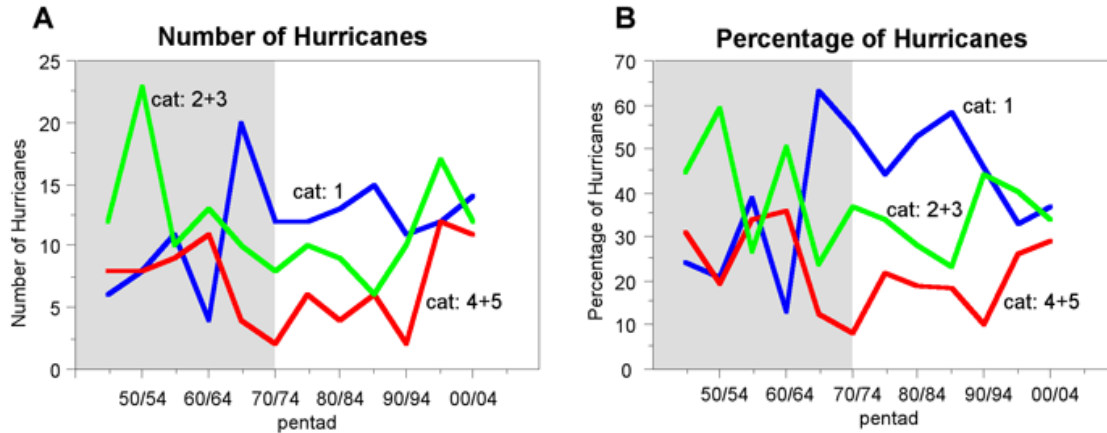 A
Number of Hurricanes
Number of Hurricanes
25
20
15
10
5
0
cat: 2+3
cat: 1
cat: 4+5
50/54 60/64 70/74 80/84 90/94 00/04
pentad
B
Percentage of Hurricanes
Percentage of Hurricanes
70
60
50
40
30
20
10
0
cat: 1
cat: 2+3
cat: 4+5
50/54 60/64 70/74 80/84 90/94 00/04
pentad